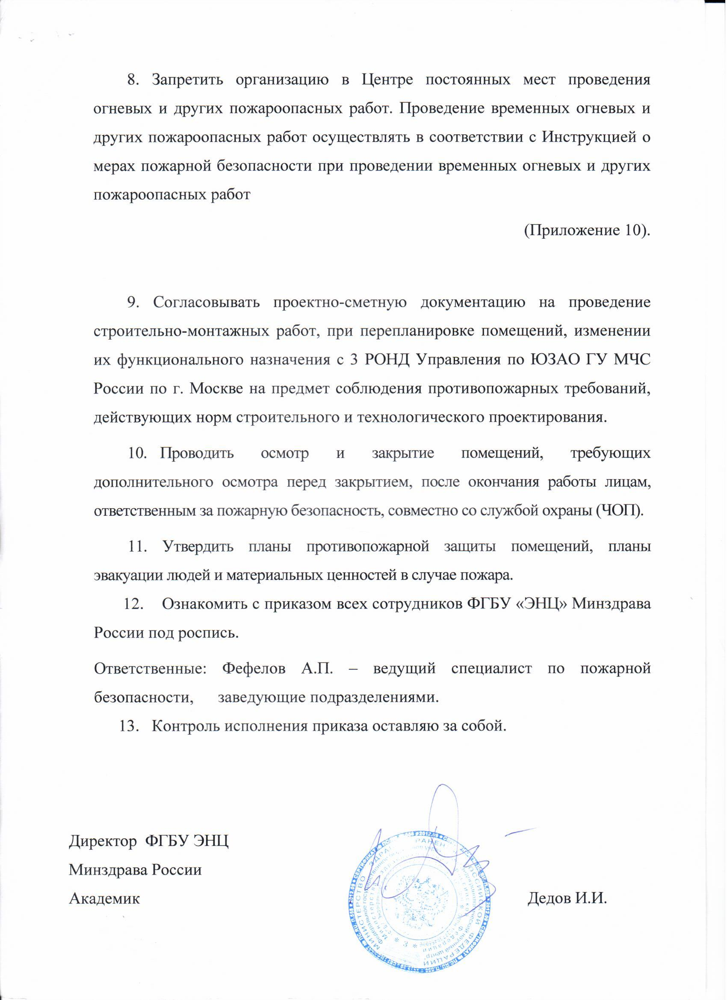 8. Запретить организацию в Центре постоянных мест проведения
огневых и других пожароопасных работ. Проведение временных огневых и
других пожароопасных работ осуществлять в соответствии с Инструкцией о
мерах пожарной безопасности при проведении временных огневых и других
пожароопасных работ
(Приложение 10).
9. Согласовывать проектно-сметную документацию на проведение
строительно-монтажных работ, при перепланировке помещений, изменении
их функционального назначения с 3 РОНД Управления по ЮЗАО ГУ МЧС
России по г. Москве на предмет соблюдения противопожарных требований,
действующих норм строительного и технологического проектирования.
10. Проводить осмотр и закрытие помещений, требующих
дополнительного осмотра перед закрытием, после окончания работы лицам,
ответственным за пожарную безопасность, совместно со службой охраны (ЧОП).
11. Утвердить планы противопожарной защиты помещений, планы
эвакуации людей и материальных ценностей в случае пожара.
12. Ознакомить с приказом всех сотрудников ФГБУ «ЭНЦ» Минздрава
России под роспись.
Ответственные: Фефелов А.П. – ведущий специалист по пожарной
безопасности, заведующие подразделениями.
13. Контроль исполнения приказа оставляю за собой.
Директор ФГБУ ЭНЦ
Минздрава России
Академик
Дедов И.И.
МИНИСТЕРСТВО РОССИЙСКОЙ ФЕДЕРАЦИИ
* 3 *